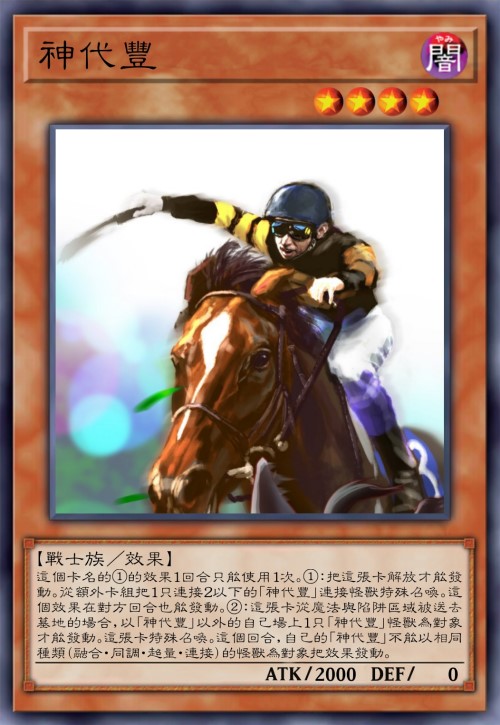 神代豐
やみ
闇
【戰士族／效果】
這個卡名的①的效果1回合只能使用1次。①：把這張卡解放才能發
動。從額外卡組把1只連接2以下的「神代豐」連接怪獸特殊召喚。這
個效果在對方回合也能發動。②：這張卡從魔法與陷阱區域被送去
墓地的場合，以「神代豐」以外的自己場上1只「神代豐」怪獸為對象
才能發動。這張卡特殊召喚。這個回合，自己的「神代豐」不能以相同
種類(融合·同調·超量·連接)的怪獸為對象把效果發動。
ATK/2000 DEF/ 0
3